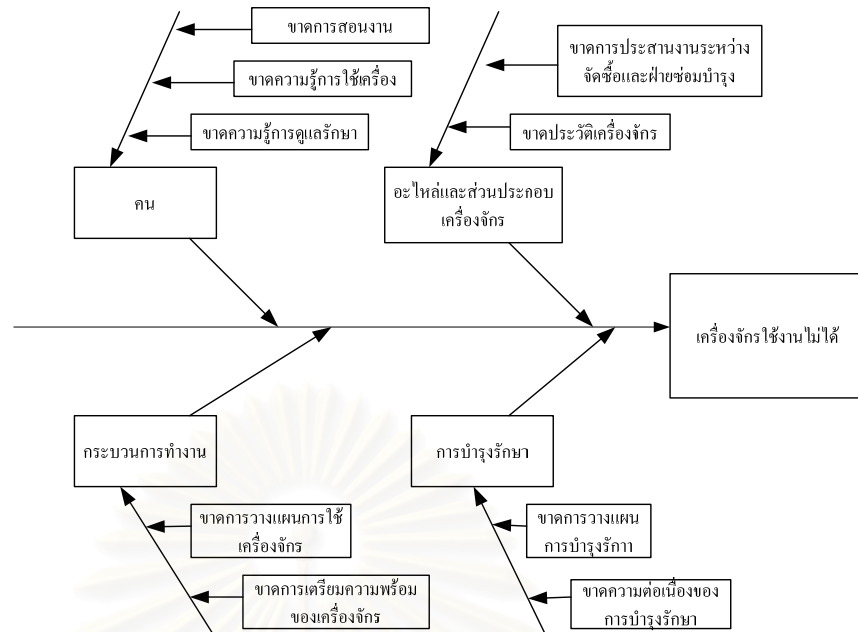 ขาดการสอนงาน
ขาดความรู้การใช้เครื่อง
ขาดความรู้การดูแลรักษา
คน
ขาดการประสานงานระหว่าง
จัดซื้อและฝ่ายซ่อมบำรุง
ขาดประวัติเครื่องจักร
อะไหล่และส่วนประกอบ
เครื่องจักร
เครื่องจักรใช้งานไม่ได้
กระบวนการทำงาน
ขาดการวางแผนการใช้
เครื่องจักร
ขาดการเตรียมความพร้อม
ของเครื่องจักร
การบำรุงรักษา
ขาดการวางแผน
การบำรุงรักาา
ขาดความต่อเนื่องของ
การบำรุงรักษา